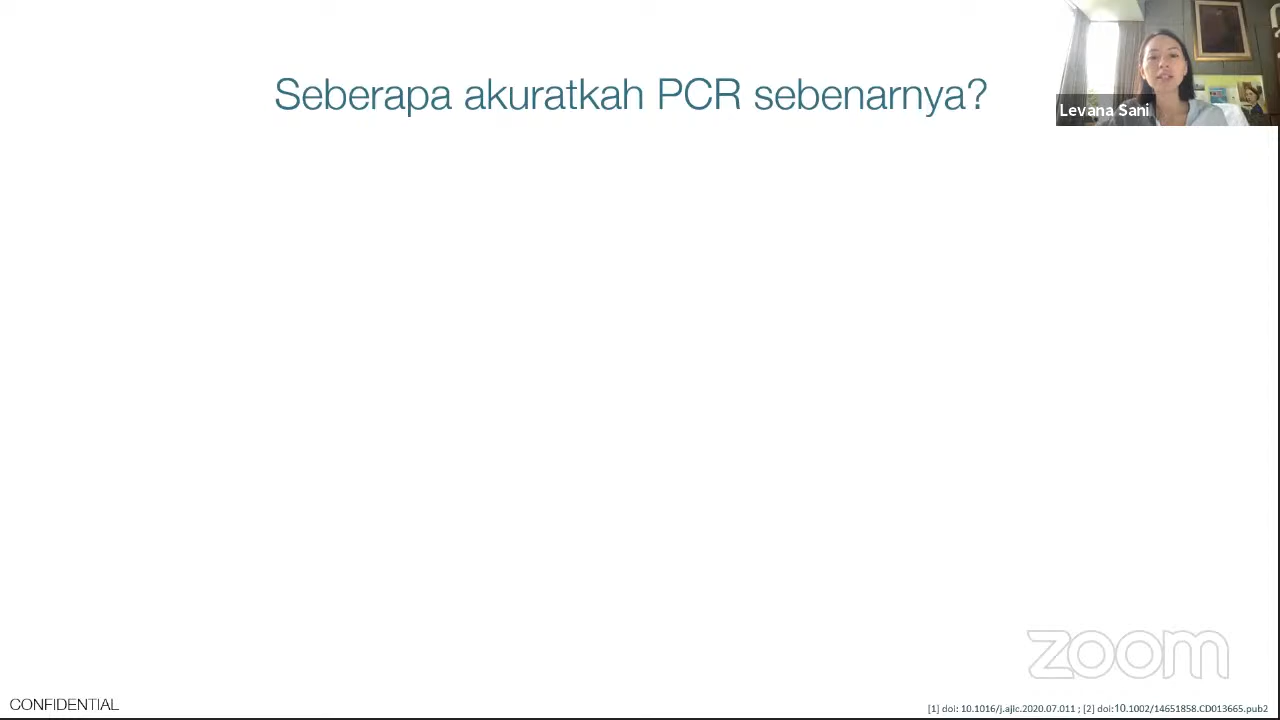 Seberapa akuratkah PCR sebenarnya?
Levana Sani
zoom
CONFIDENTIAL
[1] doi: 10.1016/j.ajlc.2020.07.011 ; [2] doi:10.1002/14651858.CD013665.pub2